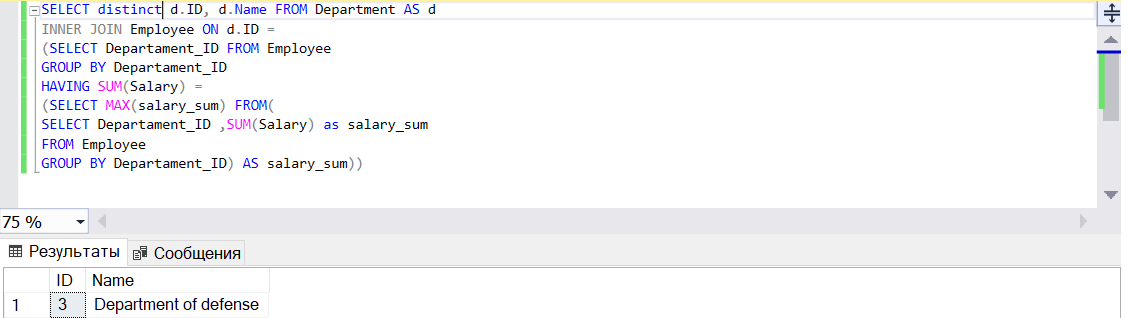 SELECT distinct d.ID, d.Name FROM Department AS d
INNER JOIN Employee ON d.ID =
(SELECT Departament_ID FROM Employee
GROUP BY Departament_ID
HAVING SUM(Salary) =
(SELECT MAX(salary_sum) FROM(
SELECT Departament_ID ,SUM(Salary) as salary_sum
FROM Employee
GROUP BY Departament_ID) AS salary_sum))
75 %
Результаты Сообщения
ID Name
1 3 Department of defense